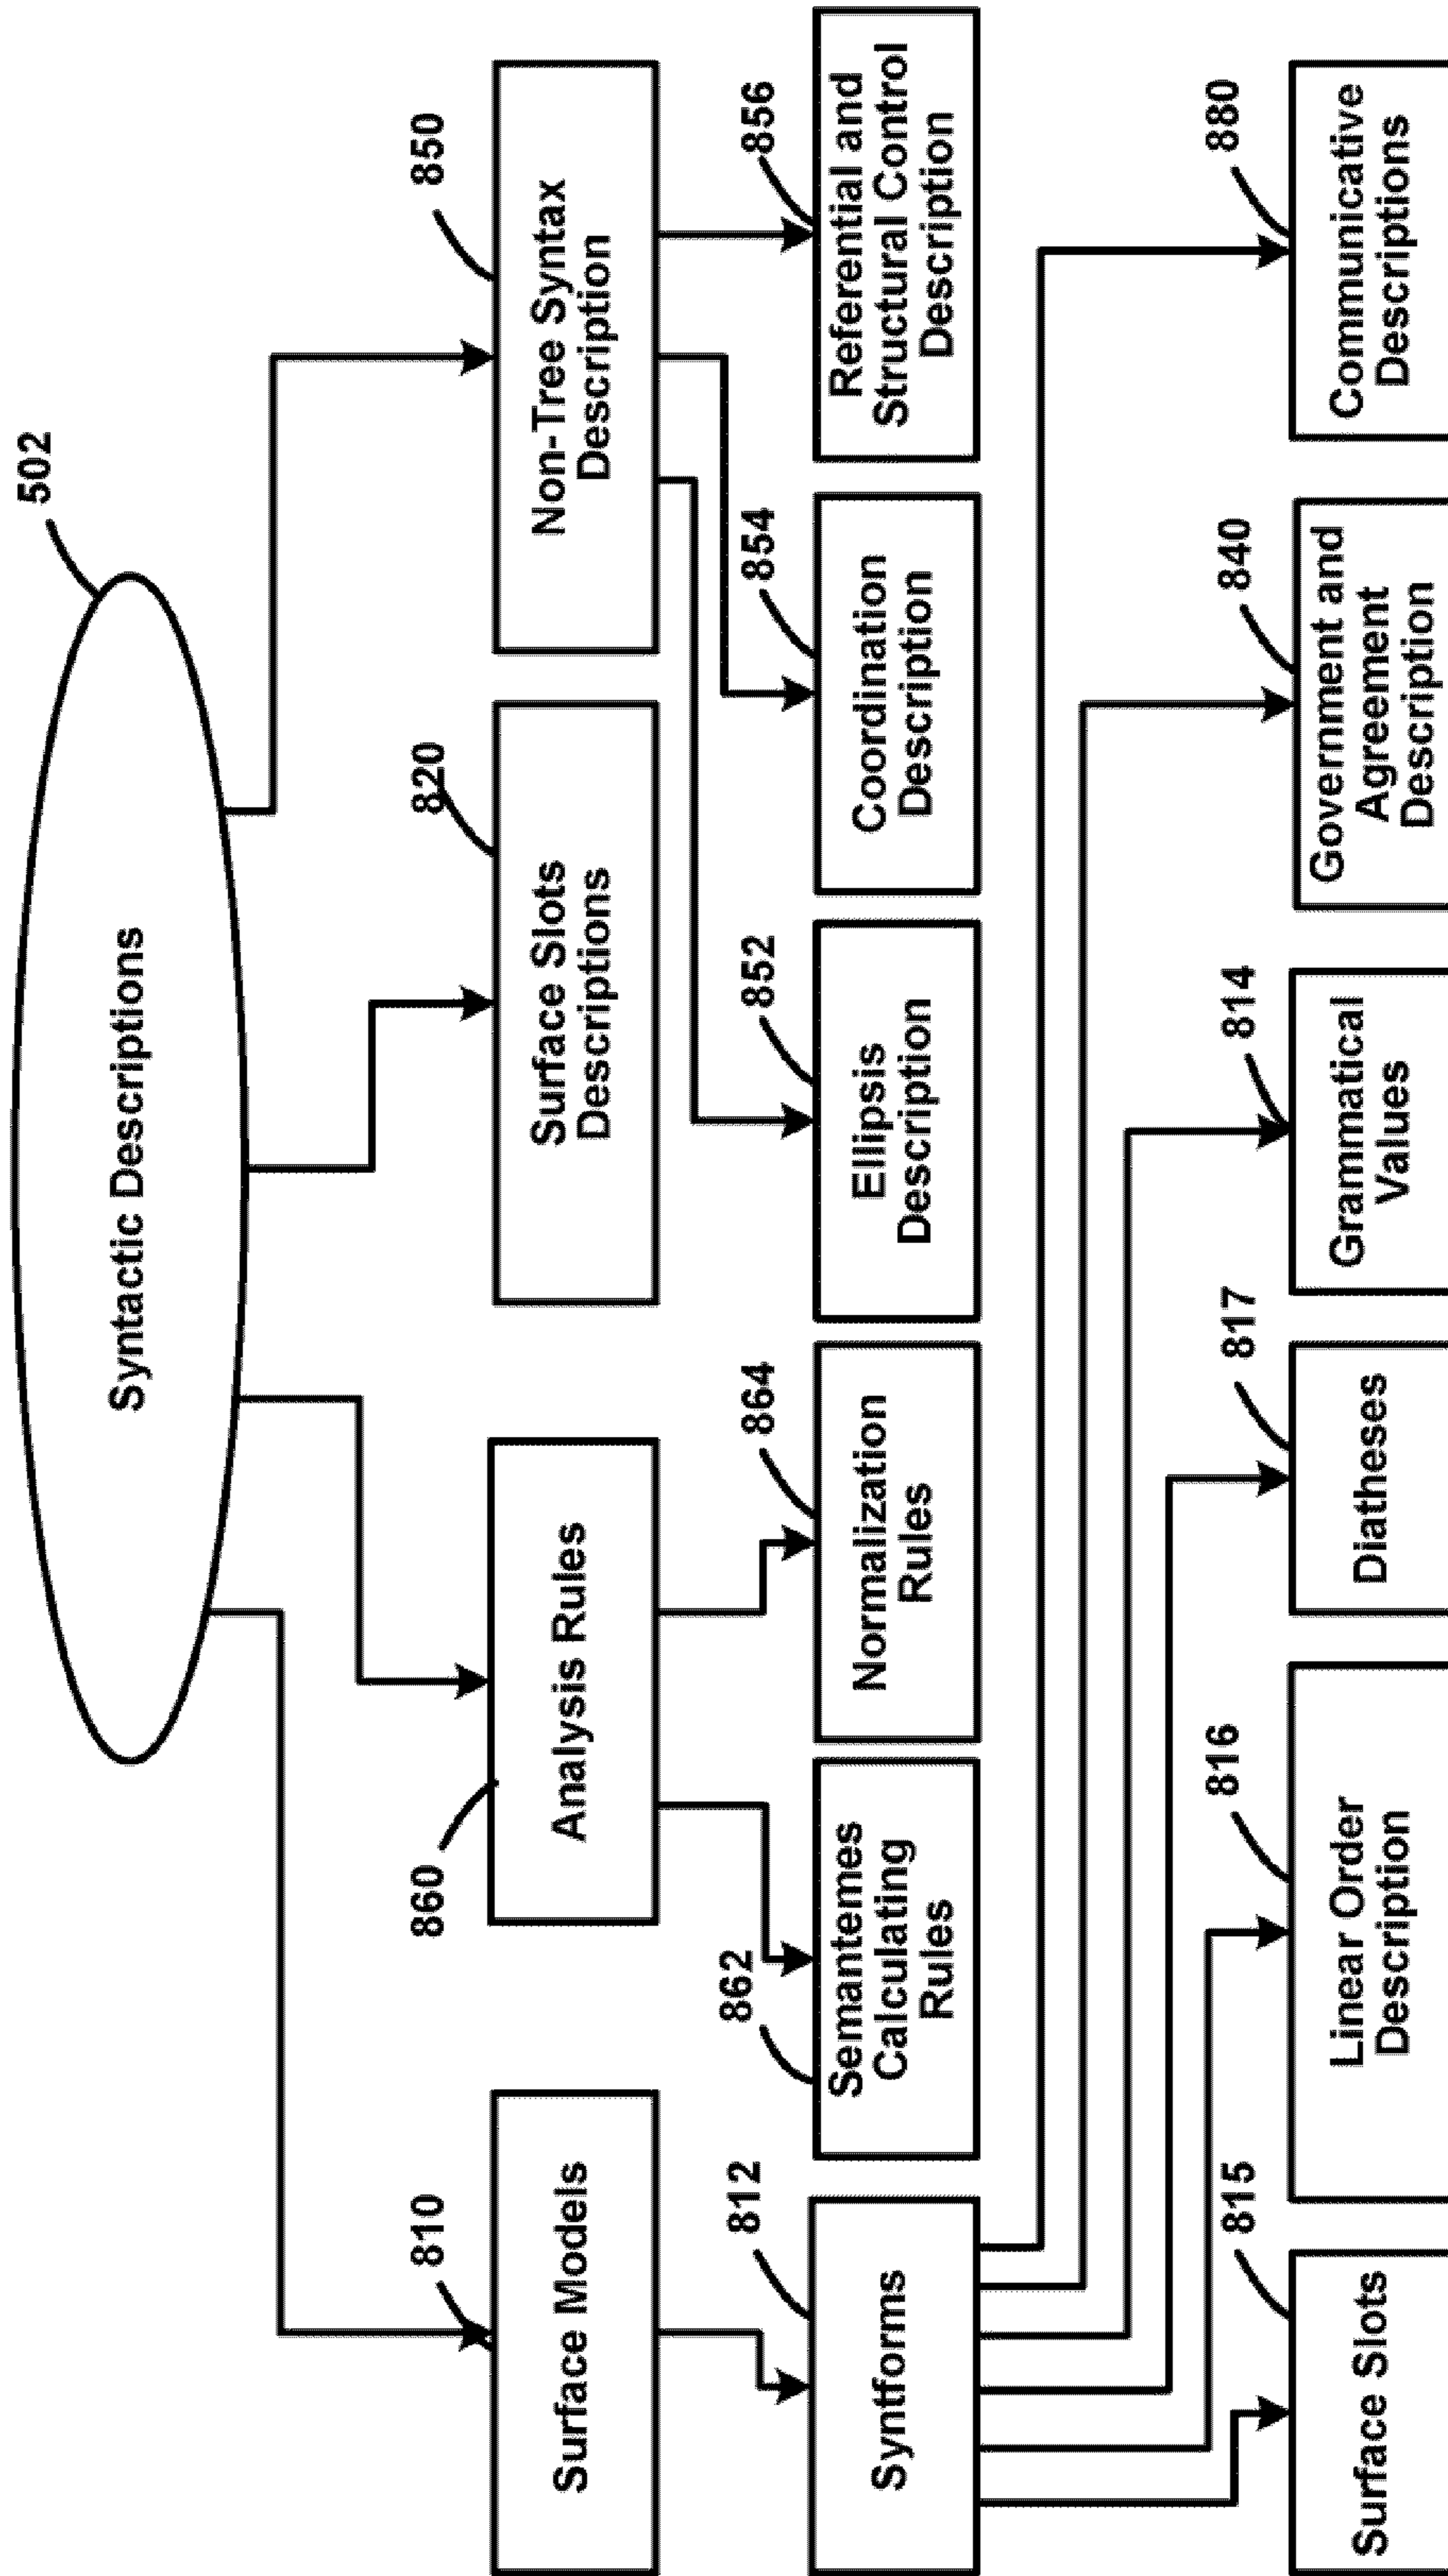 502
Syntactic Descriptions
810
860
820
850
Surface Models
Analysis Rules
Surface Slots
Descriptions
Non-Tree Syntax
Description
812
862
864
852
854
856
Syntforms
Semantemes
Calculating
Rules
Normalization
Rules
Ellipsis
Description
Coordination
Description
Referential and
Structural Control
Description
815
816
817
814
840
880
Surface Slots
Linear Order
Description
Diatheses
Grammatical
Values
Government and
Agreement
Description
Communicative
Descriptions